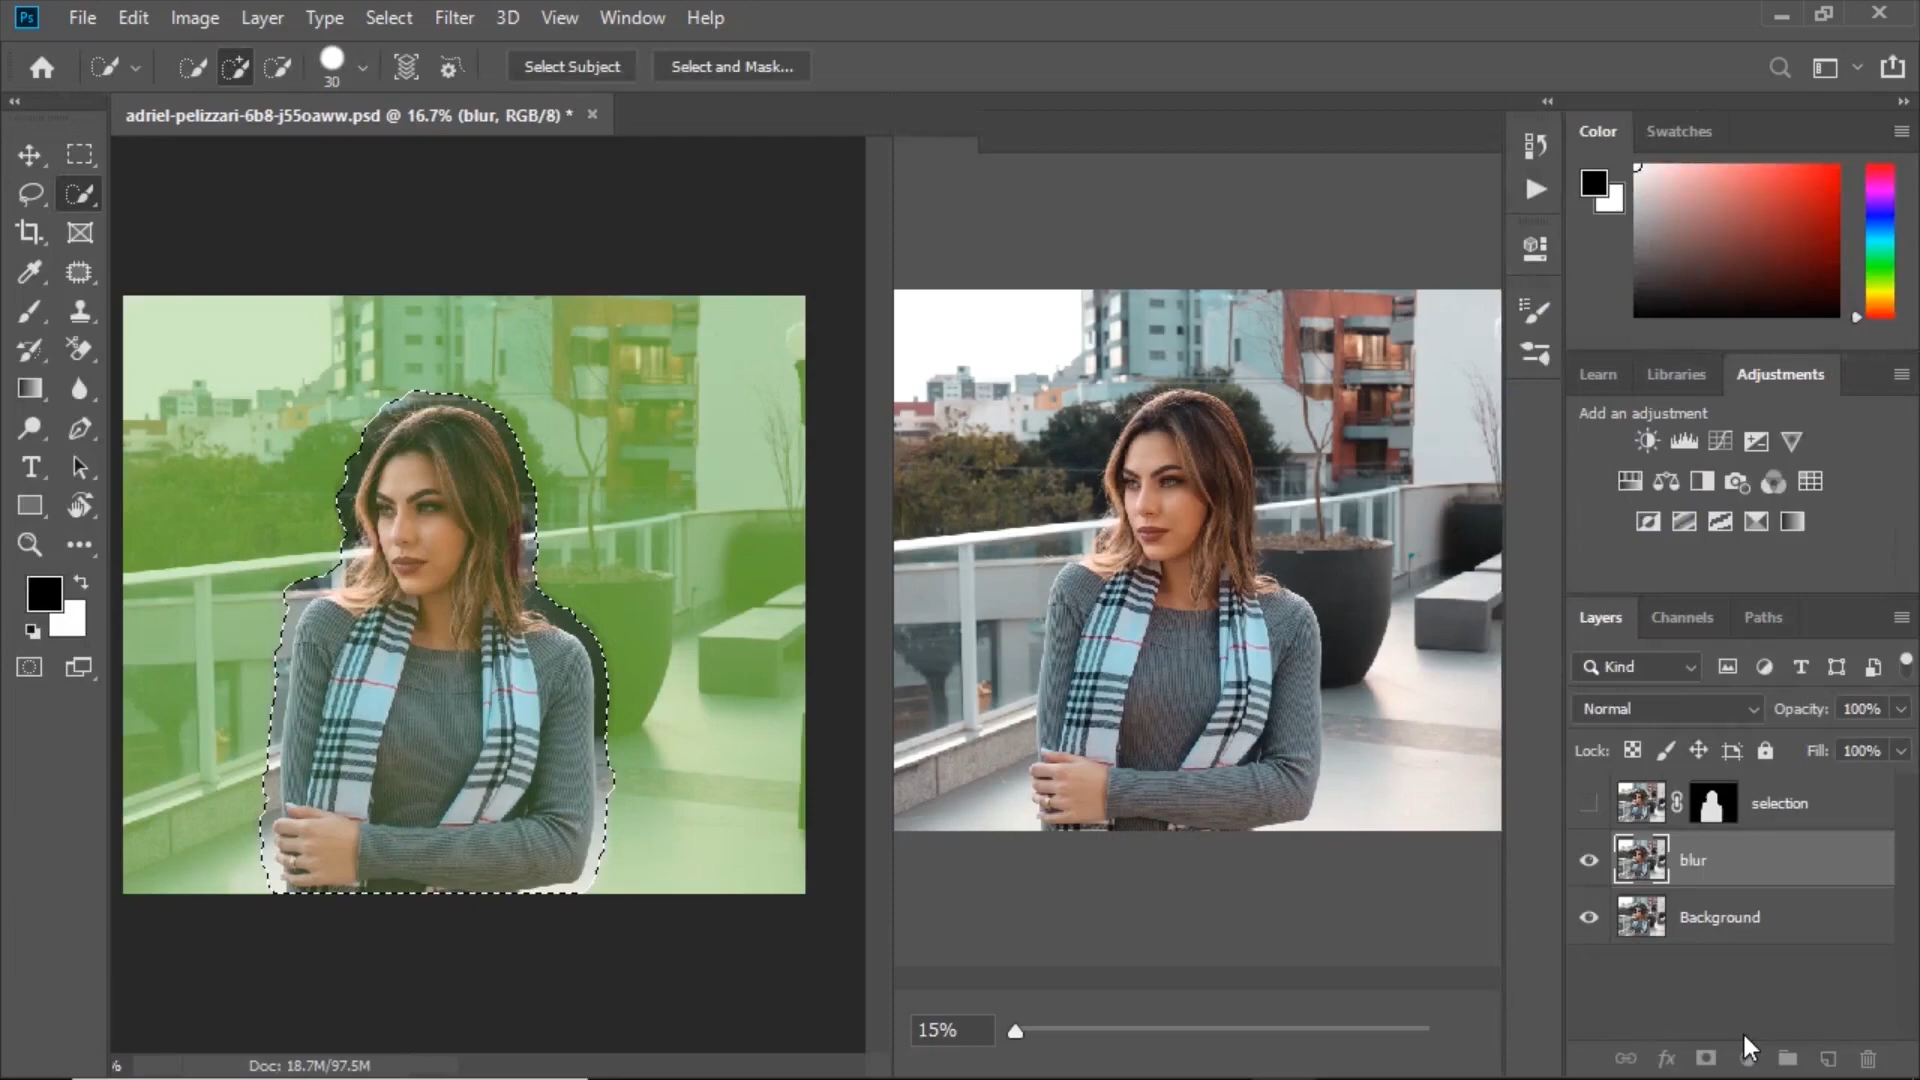 Ps File Edit Image Layer Type Select Filter 3D View Window Help
30 Select Subject Select and Mask...
adriel-pelizzari-6b8-j55oaww.psd @ 16.7% (blur, RGB/8) *
Color Swatches
Learn Libraries Adjustments
Add an adjustment
Layers Channels Paths
Kind
Normal Opacity: 100%
Lock: Fill: 100%
selection
blur
Background
15%
% Doc: 18.7M/97.5M